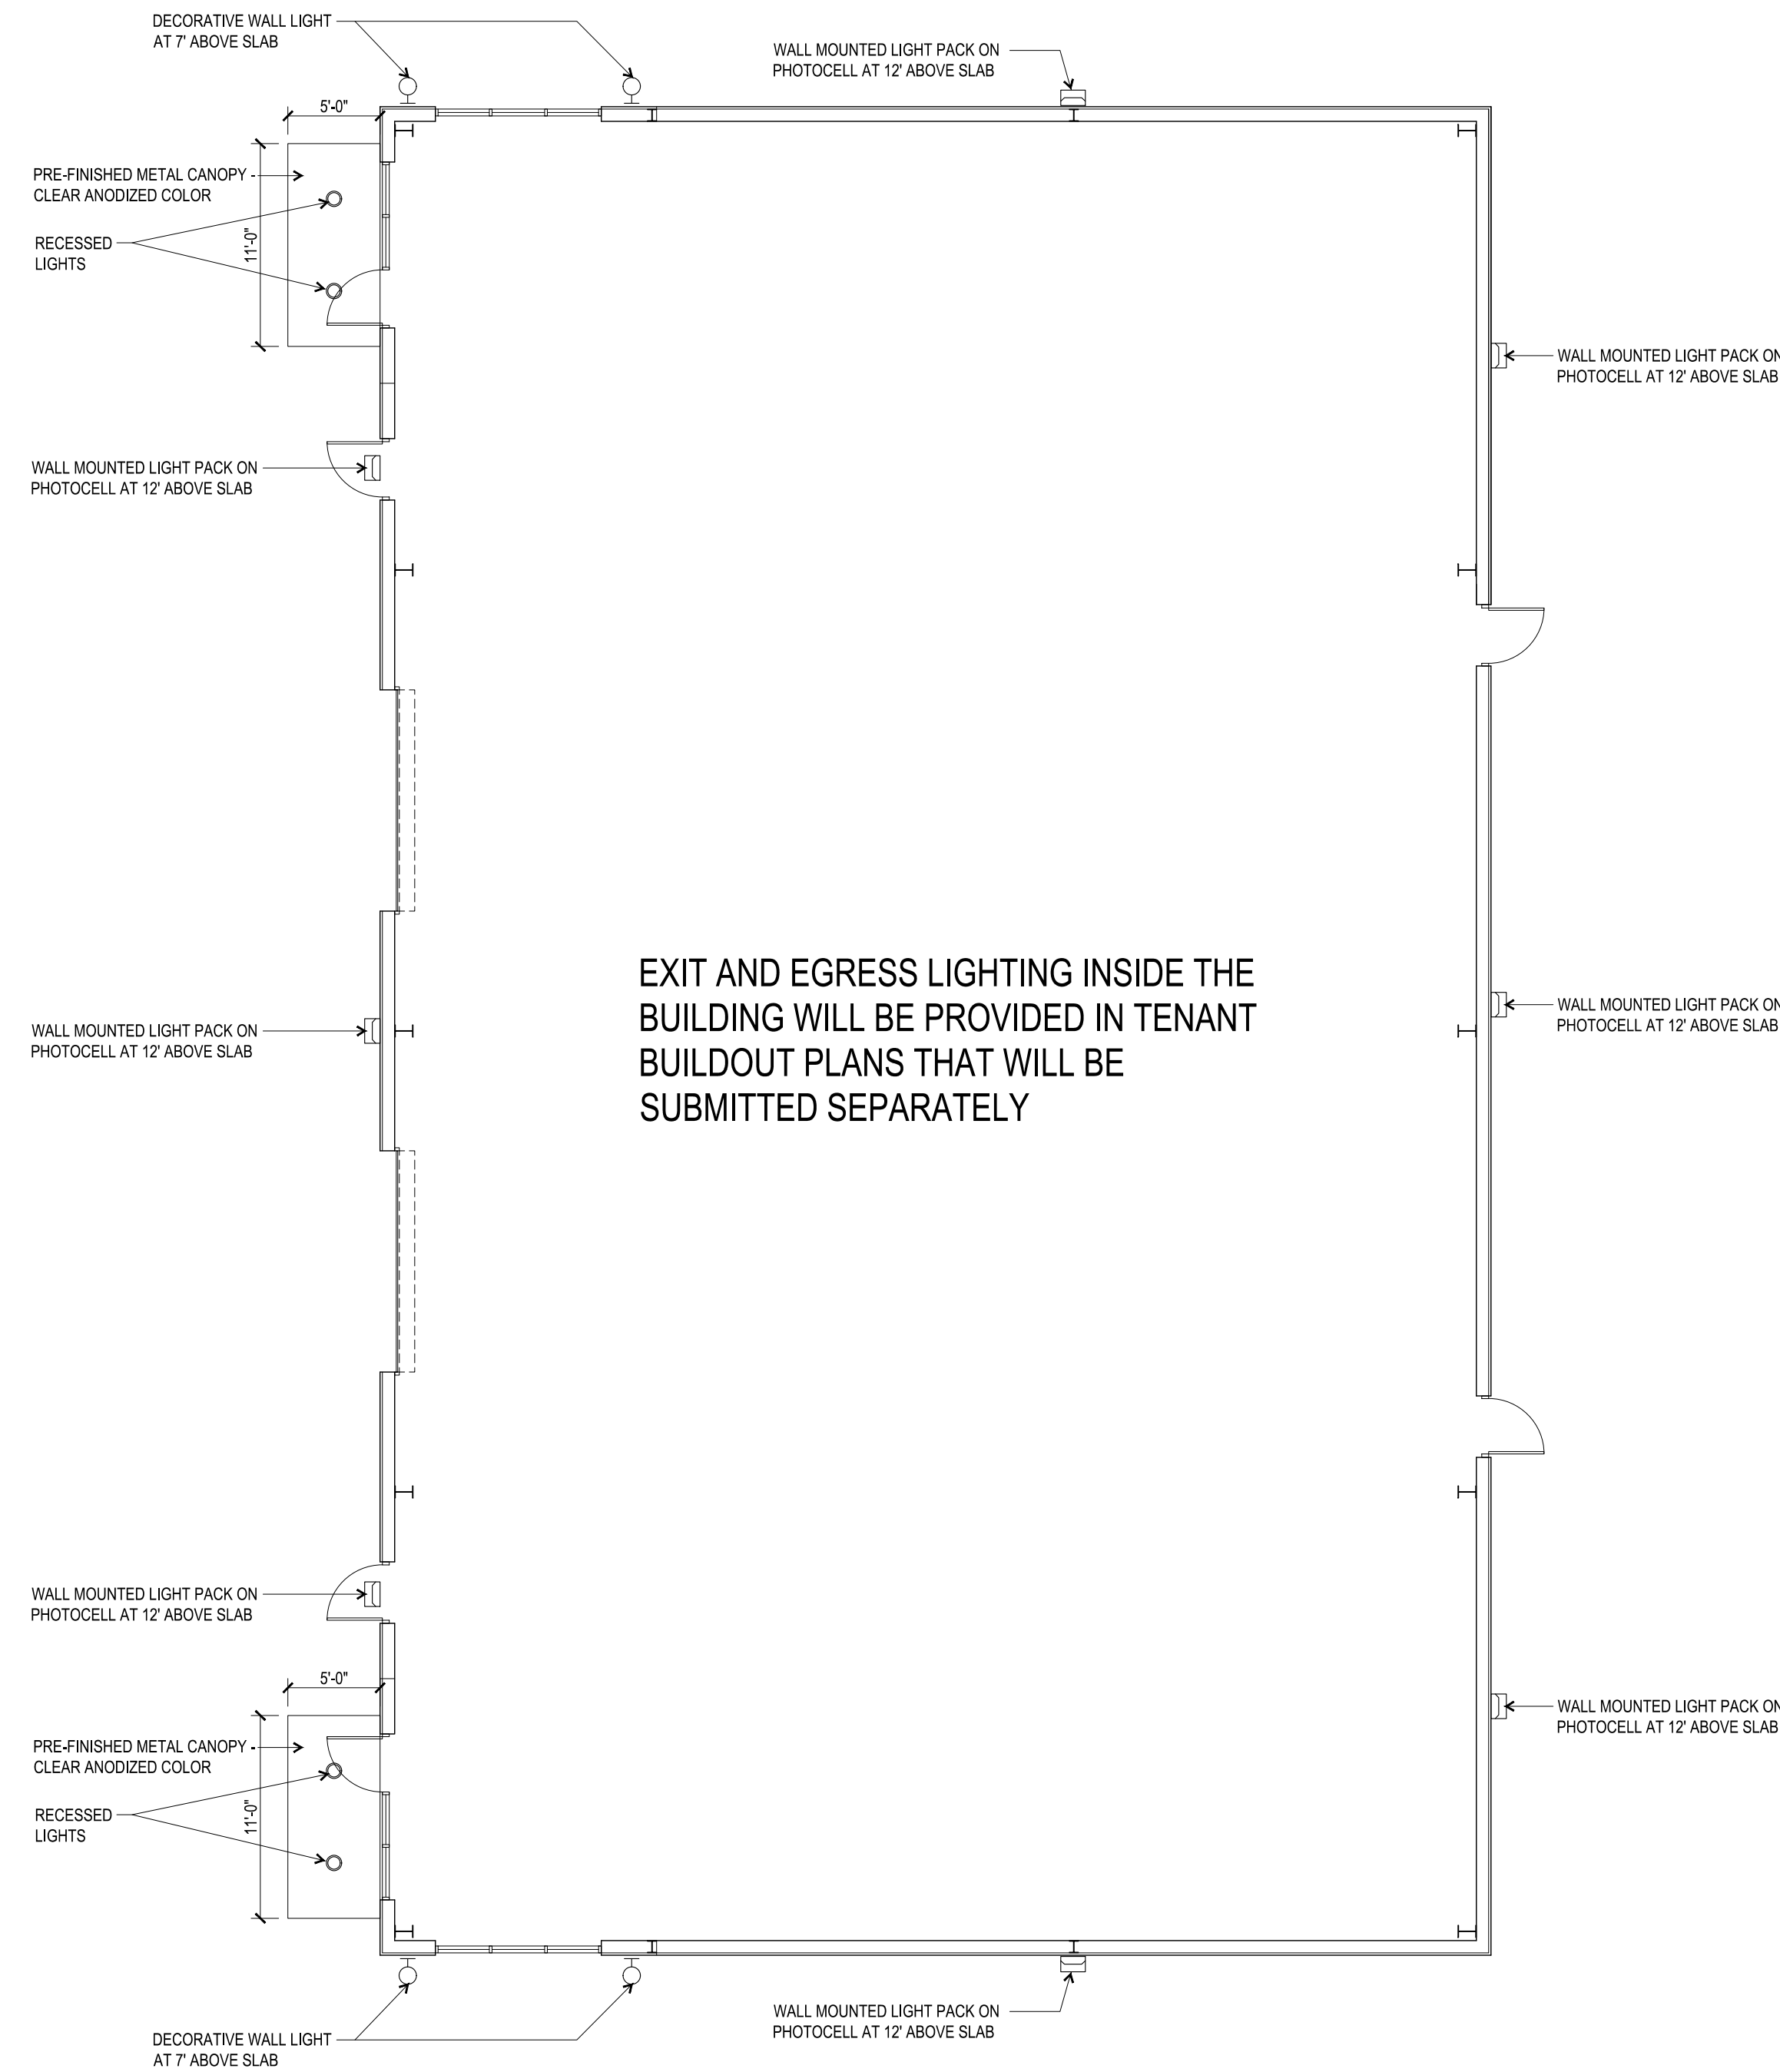 DECORATIVE WALL LIGHT
AT 7' ABOVE SLAB
WALL MOUNTED LIGHT PACK ON
PHOTOCELL AT 12' ABOVE SLAB
5'-0"
PRE-FINISHED METAL CANOPY -
CLEAR ANODIZED COLOR
11'-0"
RECESSED
LIGHTS
WALL MOUNTED LIGHT PACK ON
PHOTOCELL AT 12' ABOVE SLAB
WALL MOUNTED LIGHT PACK ON
PHOTOCELL AT 12' ABOVE SLAB
EXIT AND EGRESS LIGHTING INSIDE THE
BUILDING WILL BE PROVIDED IN TENANT
BUILDOUT PLANS THAT WILL BE
SUBMITTED SEPARATELY
WALL MOUNTED LIGHT PACK ON
PHOTOCELL AT 12' ABOVE SLAB
WALL MOUNTED LIGHT PACK ON
PHOTOCELL AT 12' ABOVE SLAB
WALL MOUNTED LIGHT PACK ON
PHOTOCELL AT 12' ABOVE SLAB
5'-0"
WALL MOUNTED LIGHT PACK ON
PHOTOCELL AT 12' ABOVE SLAB
PRE-FINISHED METAL CANOPY -
CLEAR ANODIZED COLOR
11'-0"
RECESSED
LIGHTS
WALL MOUNTED LIGHT PACK ON
PHOTOCELL AT 12' ABOVE SLAB
DECORATIVE WALL LIGHT
AT 7' ABOVE SLAB